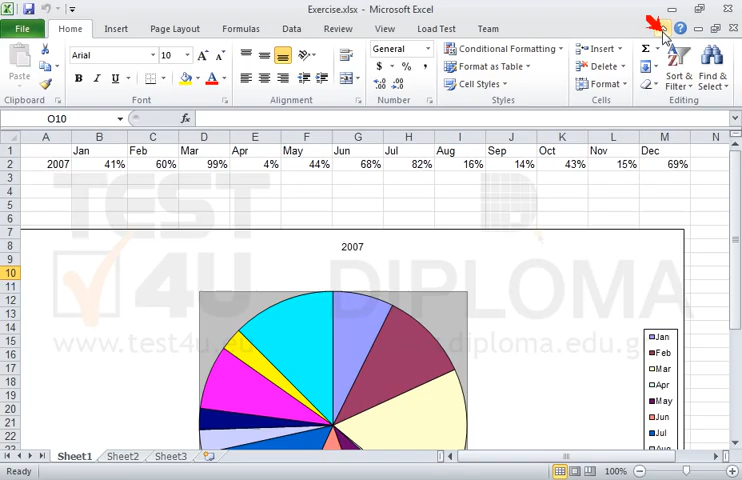 Exercise.xlsx - Microsoft Excel
File Home Insert Page Layout Formulas Data Review View Load Test Team
Paste Arial 10 General Conditional Formatting Insert Σ
B I U A $ % , Format as Table Delete Sort & Find &
Cell Styles Format Filter Select
Clipboard Font Alignment Number Styles Cells Editing
O10 fx
A B C D E F G H I J K L M N
1 Jan Feb Mar Apr May Jun Jul Aug Sep Oct Nov Dec
2 2007 41% 60% 99% 4% 44% 68% 82% 16% 14% 43% 15% 69%
3
4
5
6
7
8 2007
9
10
11
12
13
14 Jan
15 Feb
16 Mar
17 Apr
18 May
19 Jun
20 Jul
21
22
TEST
4U DIPLOMA
www.test4u.eu www.diploma.edu.g
Sheet1 Sheet2 Sheet3
Ready 100%